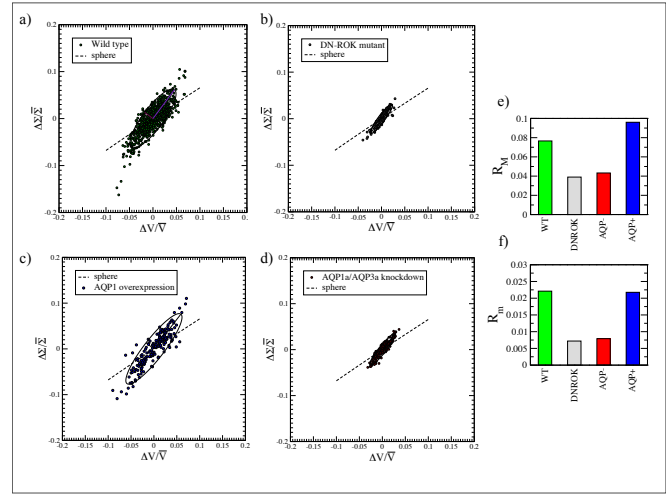 a)
Wild type
sphere
0.2
0.1
0
-0.1
-0.2
ΔΣ/Σ̅
-0.2 -0.15 -0.1 -0.05 0 0.05 0.1 0.15 0.2
ΔV/V̅
b)
DN-ROK mutant
sphere
0.2
0.1
0
-0.1
-0.2
ΔΣ/Σ̅
-0.2 -0.15 -0.1 -0.05 0 0.05 0.1 0.15 0.2
ΔV/V̅
c)
sphere
AQP1 overexpression
0.2
0.1
0
-0.1
-0.2
ΔΣ/Σ̅
-0.2 -0.15 -0.1 -0.05 0 0.05 0.1 0.15 0.2
ΔV/V̅
d)
AQP1a/AQP3a knockdown
sphere
0.2
0.1
0
-0.1
-0.2
ΔΣ/Σ̅
-0.2 -0.15 -0.1 -0.05 0 0.05 0.1 0.15 0.2
ΔV/V̅
e)
0.1
0.08
0.06
0.04
0.02
0
R_M
WT DNROK AQP- AQP+
f)
0.03
0.025
0.02
0.015
0.01
0.005
0
R_m
WT DNROK AQP- AQP+